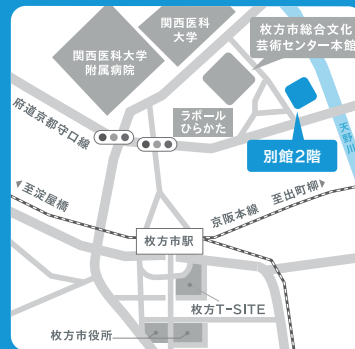 関西医科
大学
関西医科大学
附属病院
枚方市総合文化
芸術センター本館
ラポール
ひらかた
府道京都守口線
天野川
別館2階
至淀屋橋
京阪本線
至出町柳
枚方市駅
枚方T-SITE
枚方市役所